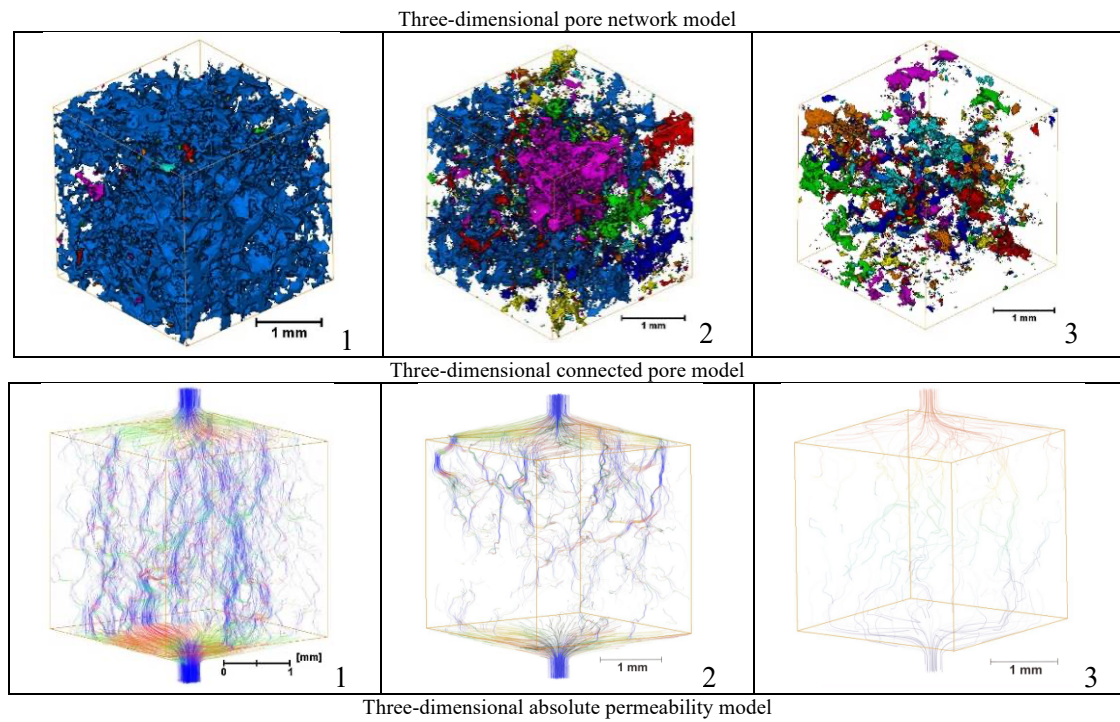 Three-dimensional pore network model
1 mm
1
1 mm
2
1 mm
3
Three-dimensional connected pore model
[mm]
0 1
1
1 mm
2
1 mm
3
Three-dimensional absolute permeability model